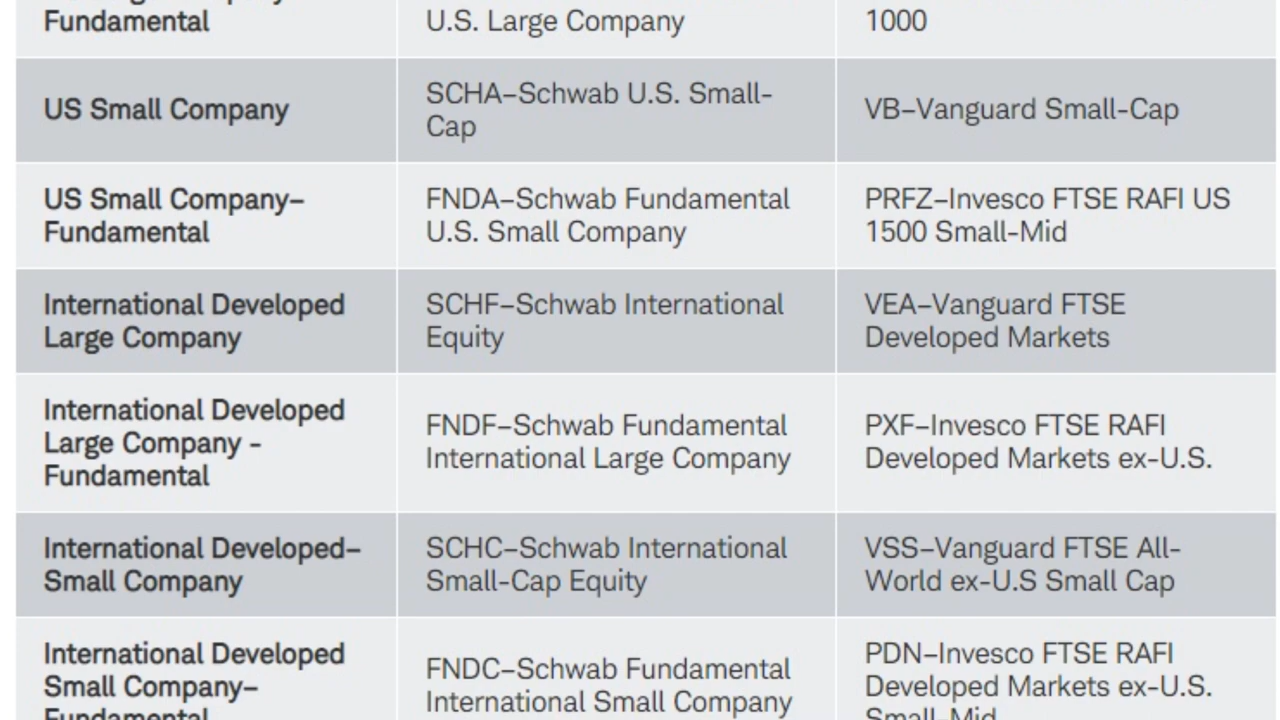 Fundamental
U.S. Large Company
1000
US Small Company
SCHA–Schwab U.S. Small-
Cap
VB–Vanguard Small-Cap
US Small Company–
Fundamental
FNDA–Schwab Fundamental
U.S. Small Company
PRFZ–Invesco FTSE RAFI US
1500 Small-Mid
International Developed
Large Company
SCHF–Schwab International
Equity
VEA–Vanguard FTSE
Developed Markets
International Developed
Large Company -
Fundamental
FNDF–Schwab Fundamental
International Large Company
PXF–Invesco FTSE RAFI
Developed Markets ex-U.S.
International Developed–
Small Company
SCHC–Schwab International
Small-Cap Equity
VSS–Vanguard FTSE All-
World ex-U.S Small Cap
International Developed
Small Company–
Fundamental
FNDC–Schwab Fundamental
International Small Company
PDN–Invesco FTSE RAFI
Developed Markets ex-U.S.
Small-Mid